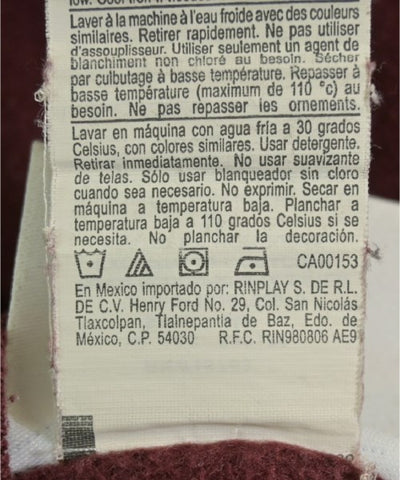 Laver à la machine à l'eau froide avec des couleurs
similaires. Retirer rapidement. Ne pas utiliser
d'assouplisseur. Utiliser seulement un agent de
blanchiment non chloré au besoin. Sécher
par culbutage à basse température. Repasser à
basse température (maximum de 110 °c) au
besoin. Ne pas repasser les ornements.
Lavar en máquina con agua fría a 30 grados
Celsius, con colores similares. Usar detergente.
Retirar inmediatamente. No usar suavizante
de telas. Sólo usar blanqueador sin cloro
cuando sea necesario. No exprimir. Secar en
máquina a temperatura baja. Planchar a
temperatura baja a 110 grados Celsius si se
necesita. No planchar la decoración.
CA00153
En Mexico importado por: RINPLAY S. DE R.L.
DE C.V. Henry Ford No. 29, Col. San Nicolás
Tlaxcolpan, Tlalnepantia de Baz, Edo. de
México, C.P. 54030 R.F.C. RIN980806 AE9